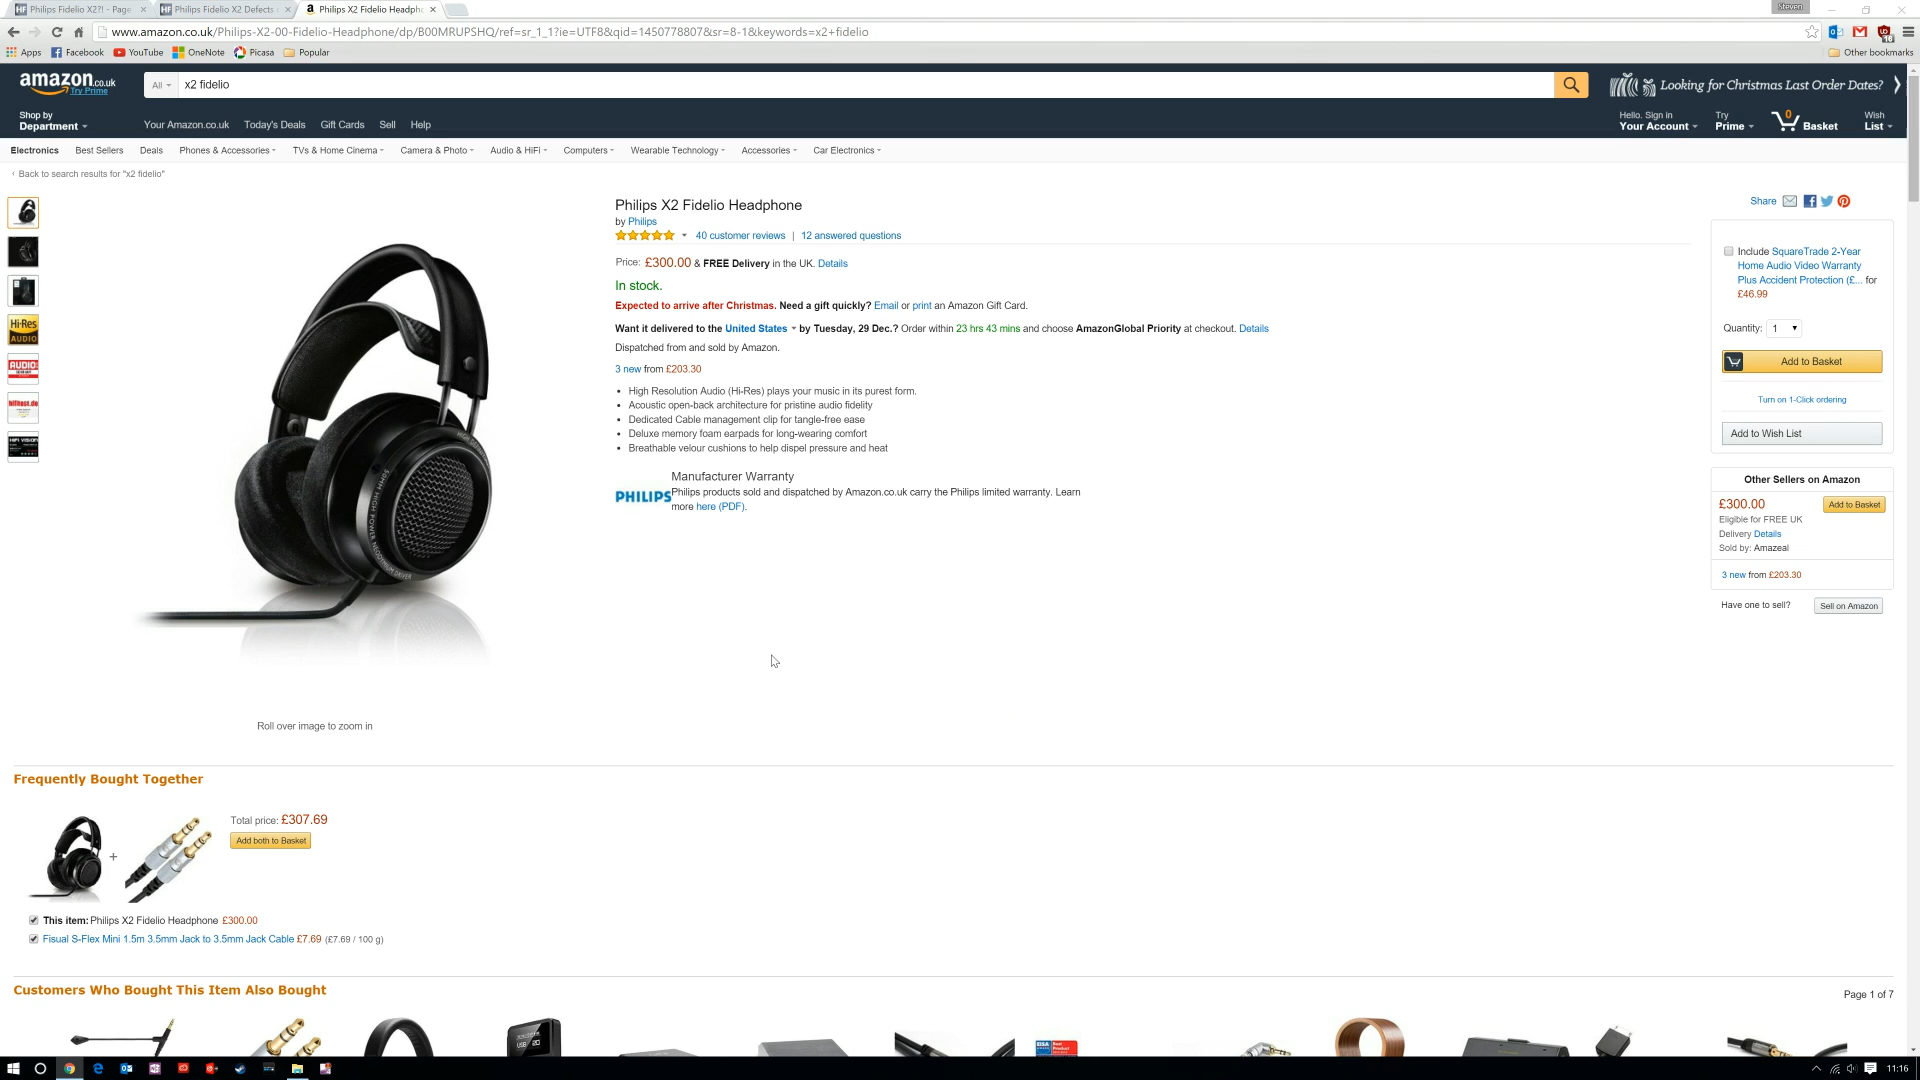 Philips Fidelio X2?! - Page
Philips Fidelio X2 Defects
Philips X2 Fidelio Headph
Steven
www.amazon.co.uk/Philips-X2-00-Fidelio-Headphone/dp/B00MRUPSHQ/ref=sr_1_1?ie=UTF8&qid=1450778807&sr=8-1&keywords=x2+fidelio
Apps Facebook YouTube OneNote Picasa Popular Other bookmarks
amazon.co.uk
Try Prime
All
x2 fidelio
Looking for Christmas Last Order Dates?
Shop by
Department
Your Amazon.co.uk Today's Deals Gift Cards Sell Help
Hello. Sign in
Your Account
Try
Prime
0
Basket
Wish
List
Electronics Best Sellers Deals Phones & Accessories TVs & Home Cinema Camera & Photo Audio & HiFi Computers Wearable Technology Accessories Car Electronics
Back to search results for "x2 fidelio"
Hi-Res
AUDIO
AUDIO
Philips X2 Fidelio Headphone
by Philips
40 customer reviews | 12 answered questions
Price: £300.00 & FREE Delivery in the UK. Details
In stock.
Expected to arrive after Christmas. Need a gift quickly? Email or print an Amazon Gift Card.
Want it delivered to the United States by Tuesday, 29 Dec.? Order within 23 hrs 43 mins and choose AmazonGlobal Priority at checkout. Details
Dispatched from and sold by Amazon.
3 new from £203.30
• High Resolution Audio (Hi-Res) plays your music in its purest form.
• Acoustic open-back architecture for pristine audio fidelity
• Dedicated Cable management clip for tangle-free ease
• Deluxe memory foam earpads for long-wearing comfort
• Breathable velour cushions to help dispel pressure and heat
Manufacturer Warranty
PHILIPS
Philips products sold and dispatched by Amazon.co.uk carry the Philips limited warranty. Learn
more here (PDF).
Share
Include SquareTrade 2-Year
Home Audio Video Warranty
Plus Accident Protection (£... for
£46.99
Quantity: 1
Add to Basket
Turn on 1-Click ordering
Add to Wish List
Other Sellers on Amazon
£300.00
Add to Basket
Eligible for FREE UK
Delivery Details
Sold by: Amazeal
3 new from £203.30
Have one to sell?
Sell on Amazon
Roll over image to zoom in
Frequently Bought Together
+
Total price: £307.69
Add both to Basket
This item: Philips X2 Fidelio Headphone £300.00
Fisual S-Flex Mini 1.5m 3.5mm Jack to 3.5mm Jack Cable £7.69 (£7.69 / 100 g)
Customers Who Bought This Item Also Bought
Page 1 of 7
11:16